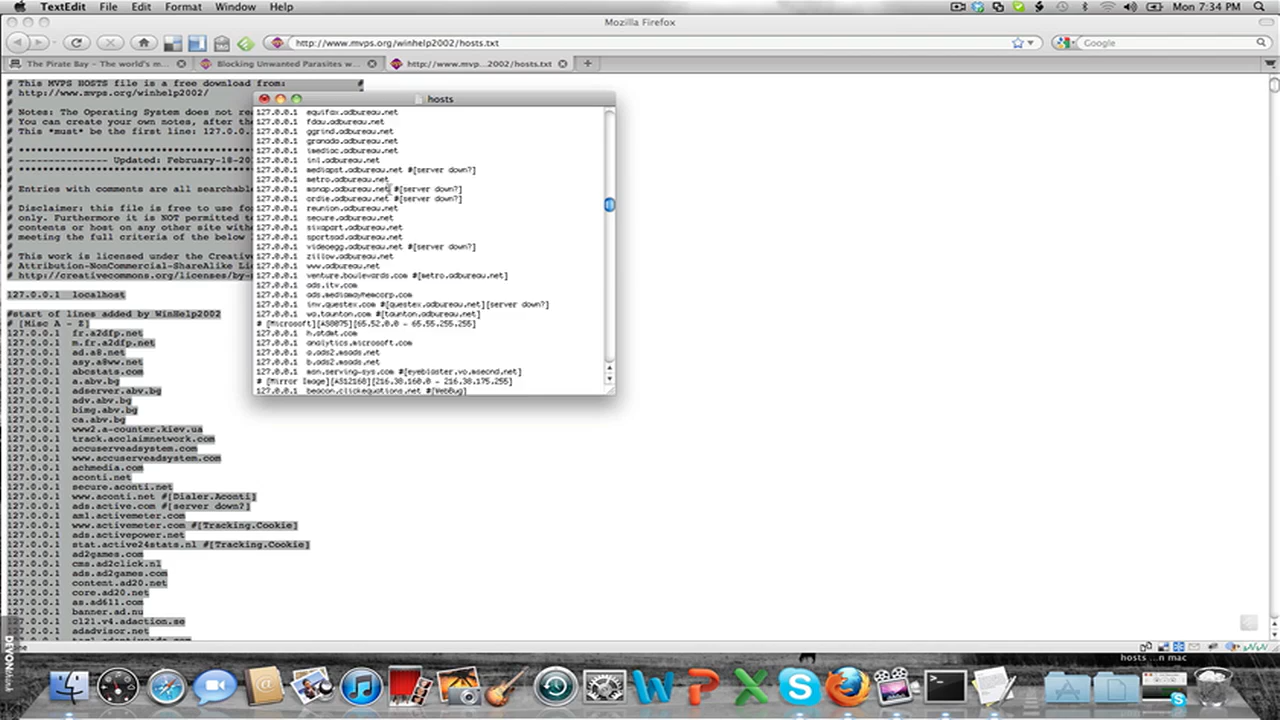 TextEdit File Edit Format Window Help Mon 7:34 PM
Mozilla Firefox
http://www.mvps.org/winhelp2002/hosts.txt
Google
The Pirate Bay – The world's m...
Blocking Unwanted Parasites w...
http://www.mvp...2002/hosts.txt
# This MVPS HOSTS file is a free download from:
# http://www.mvps.org/winhelp2002/
#
# Notes: The Operating System does not re
# You can create your own notes, after the
# This *must* be the first line: 127.0.0.
#
# --------------- Updated: February-18-20
#
# Entries with comments are all searchabl
#
# Disclaimer: this file is free to use fo
# only. Furthermore it is NOT permitted t
# contents or host on any other site with
# meeting the full criteria of the below
#
# This work is licensed under the Creativ
# Attribution-NonCommercial-ShareAlike Li
# http://creativecommons.org/licenses/by-
127.0.0.1 localhost
#start of lines added by WinHelp2002
# [Misc A - Z]
127.0.0.1 fr.a2dfp.net
127.0.0.1 m.fr.a2dfp.net
127.0.0.1 ad.a8.net
127.0.0.1 asy.a8ww.net
127.0.0.1 abcstats.com
127.0.0.1 a.abv.bg
127.0.0.1 adserver.abv.bg
127.0.0.1 adv.abv.bg
127.0.0.1 bimg.abv.bg
127.0.0.1 ca.abv.bg
127.0.0.1 www2.a-counter.kiev.ua
127.0.0.1 track.acclaimnetwork.com
127.0.0.1 accuserveadsystem.com
127.0.0.1 www.accuserveadsystem.com
127.0.0.1 achmedia.com
127.0.0.1 aconti.net
127.0.0.1 secure.aconti.net
127.0.0.1 www.aconti.net #[Dialer.Aconti]
127.0.0.1 ads.active.com #[server down?]
127.0.0.1 am1.activemeter.com
127.0.0.1 www.activemeter.com #[Tracking.Cookie]
127.0.0.1 ads.activepower.net
127.0.0.1 stat.active24stats.nl #[Tracking.Cookie]
127.0.0.1 ad2games.com
127.0.0.1 cms.ad2click.nl
127.0.0.1 ads.ad2games.com
127.0.0.1 content.ad20.net
127.0.0.1 core.ad20.net
127.0.0.1 as.ad611.com
127.0.0.1 banner.ad.nu
127.0.0.1 cl21.v4.adaction.se
127.0.0.1 adadvisor.net
hosts
127.0.0.1 equifax.adbureau.net
127.0.0.1 fdau.adbureau.net
127.0.0.1 ggrind.adbureau.net
127.0.0.1 granada.adbureau.net
127.0.0.1 imediac.adbureau.net
127.0.0.1 inl.adbureau.net
127.0.0.1 mediapst.adbureau.net #[server down?]
127.0.0.1 metro.adbureau.net
127.0.0.1 monap.adbureau.net #[server down?]
127.0.0.1 ordie.adbureau.net #[server down?]
127.0.0.1 reunion.adbureau.net
127.0.0.1 secure.adbureau.net
127.0.0.1 sixapart.adbureau.net
127.0.0.1 sportsad.adbureau.net
127.0.0.1 videoegg.adbureau.net #[server down?]
127.0.0.1 zillow.adbureau.net
127.0.0.1 www.adbureau.net
127.0.0.1 venture.boulevards.com #[metro.adbureau.net]
127.0.0.1 ads.itv.com
127.0.0.1 ads.mediamayhemcorp.com
127.0.0.1 inv.questex.com #[questex.adbureau.net][server down?]
127.0.0.1 wa.taunton.com #[taunton.adbureau.net]
# [Microsoft][AS8075][65.52.0.0 - 65.55.255.255]
127.0.0.1 h.stdmt.com
127.0.0.1 analytics.microsoft.com
127.0.0.1 a.ads2.msads.net
127.0.0.1 b.ads2.msads.net
127.0.0.1 msn.serving-sys.com #[eyeblaster.vo.msecnd.net]
# [Mirror Image][AS12168][216.38.160.0 - 216.38.175.255]
127.0.0.1 beacon.clickequations.net #[WebBug]
hosts ...n mac
DEVON